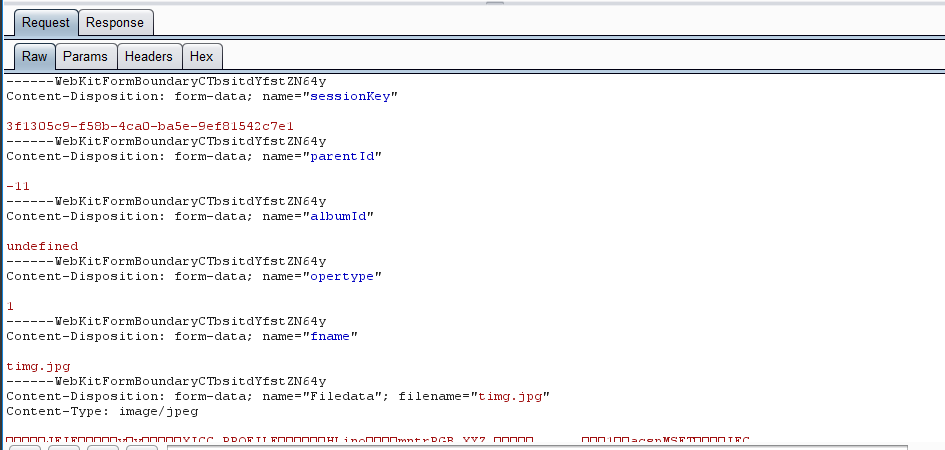 Request Response
Raw Params Headers Hex
------WebKitFormBoundaryCTbsitdYfstZN64y
Content-Disposition: form-data; name="sessionKey"
3f1305c9-f58b-4ca0-ba5e-9ef81542c7e1
------WebKitFormBoundaryCTbsitdYfstZN64y
Content-Disposition: form-data; name="parentId"
-11
------WebKitFormBoundaryCTbsitdYfstZN64y
Content-Disposition: form-data; name="albumId"
undefined
------WebKitFormBoundaryCTbsitdYfstZN64y
Content-Disposition: form-data; name="opertype"
1
------WebKitFormBoundaryCTbsitdYfstZN64y
Content-Disposition: form-data; name="fname"
timg.jpg
------WebKitFormBoundaryCTbsitdYfstZN64y
Content-Disposition: form-data; name="Filedata"; filename="timg.jpg"
Content-Type: image/jpeg